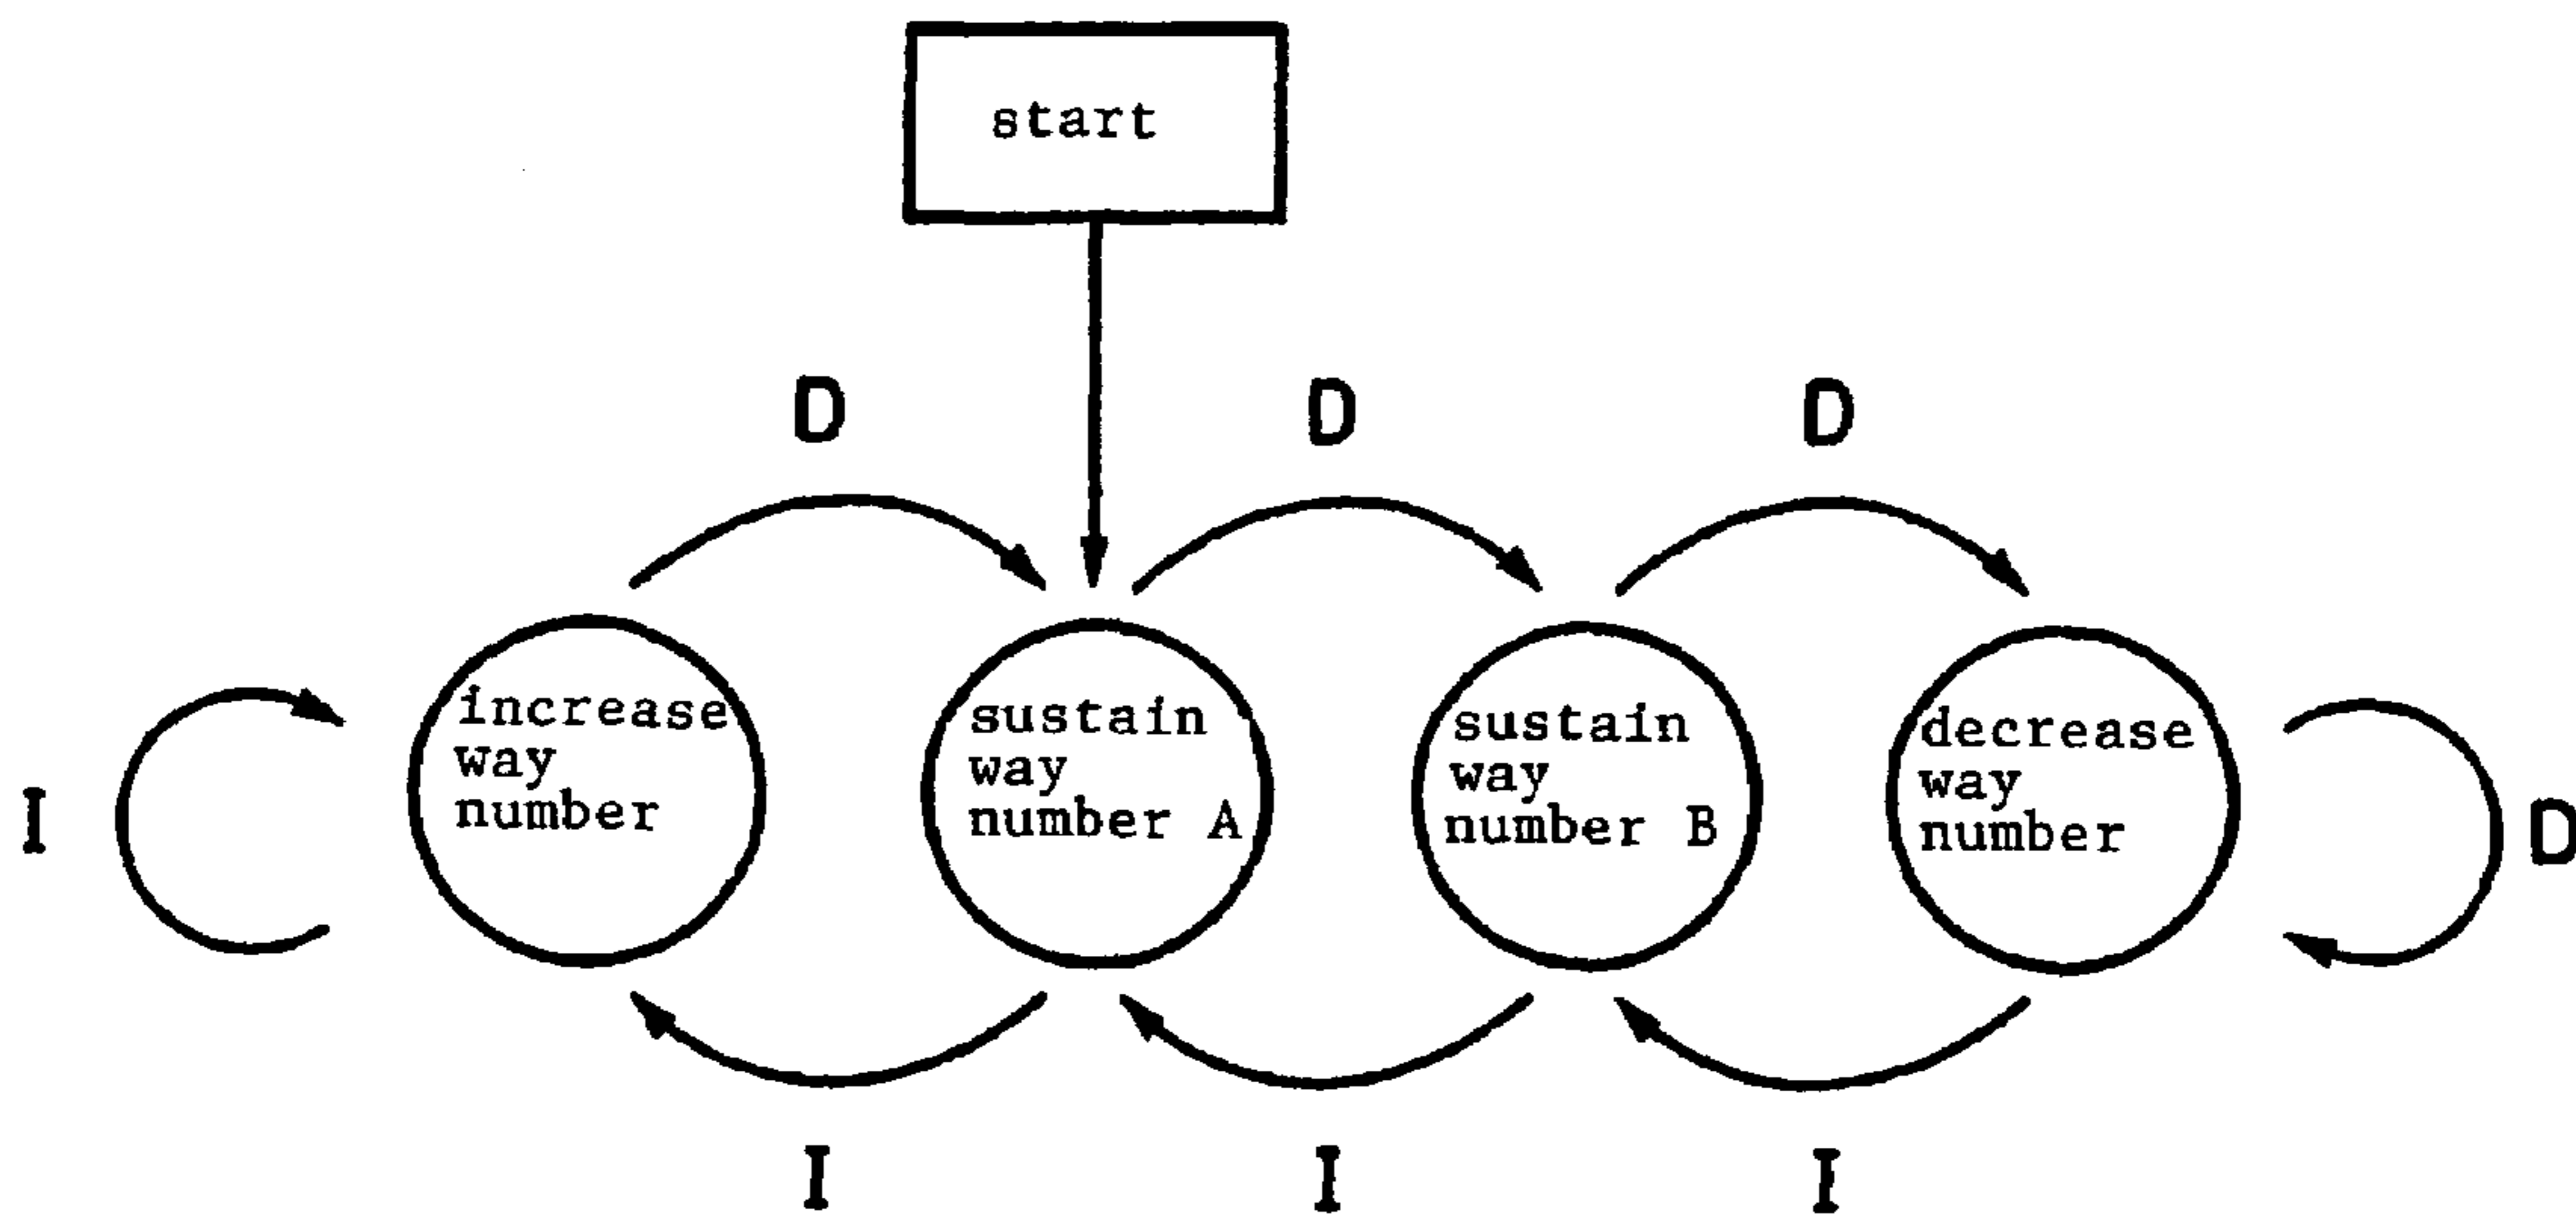 start
D D D
increase
way
number
sustain
way
number A
sustain
way
number B
decrease
way
number
I
D
I I I